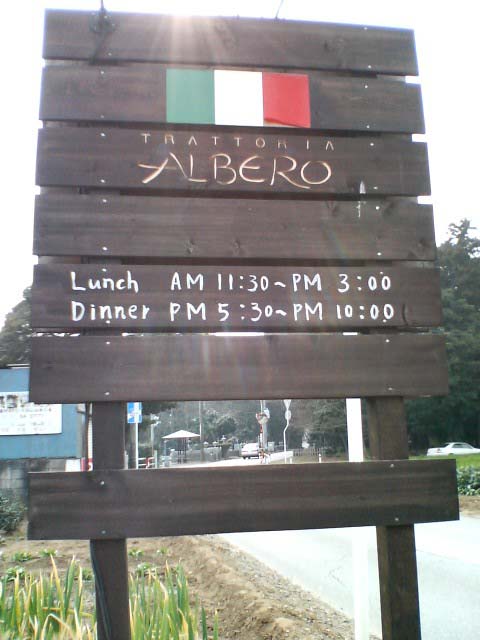 TRATTORIA
ALBERO
Lunch AM 11:30~PM 3:00
Dinner PM 5:30~PM 10:00